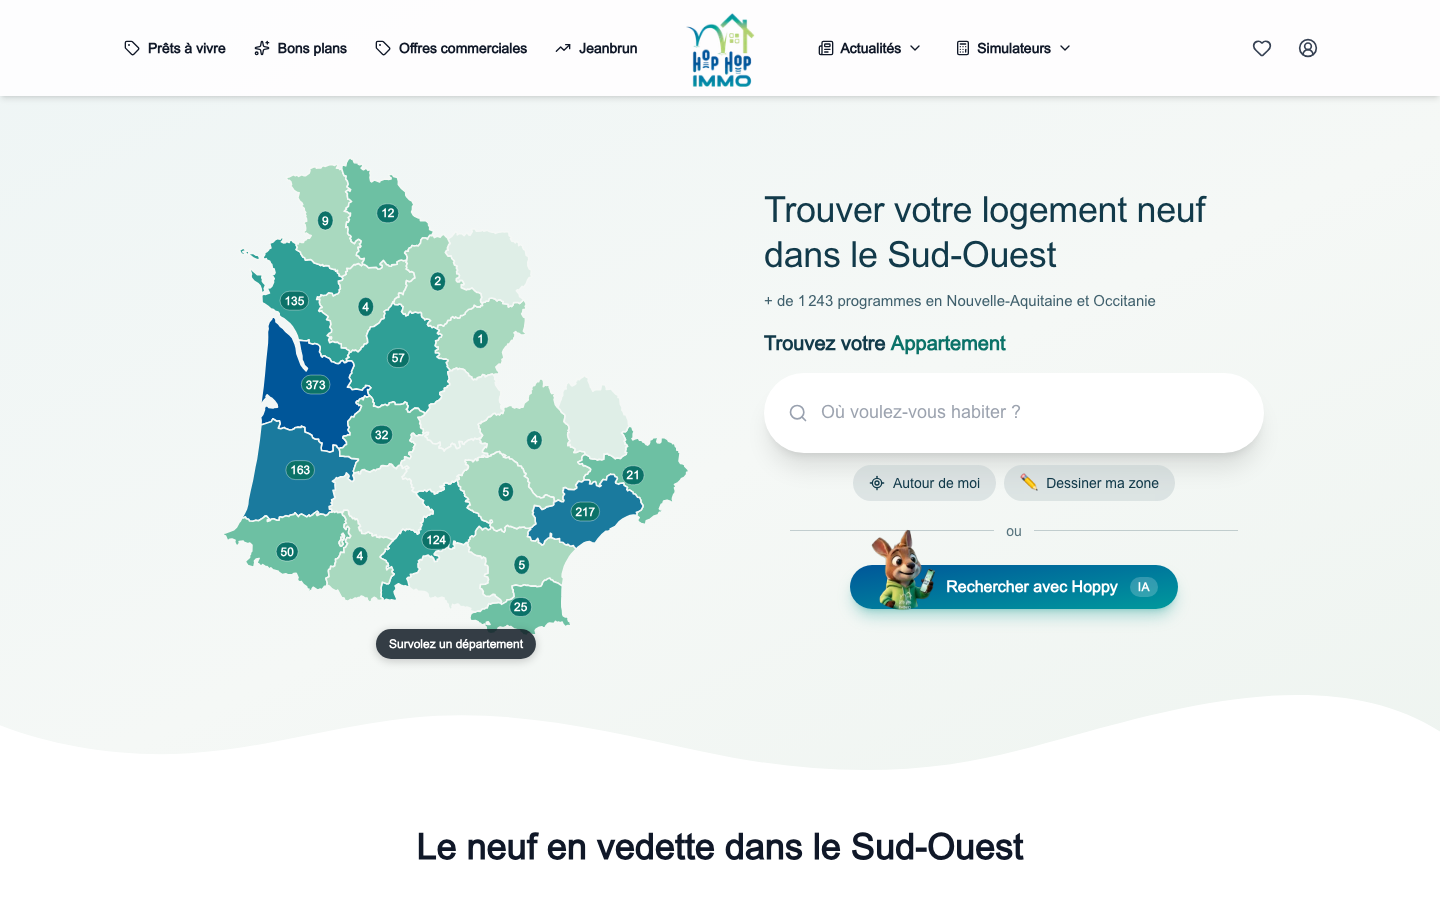 Prêts à vivre
Bons plans
Offres commerciales
Jeanbrun
HOP HOP
IMMO
Actualités
Simulateurs
9
12
2
135
4
1
57
373
32
4
163
21
5
217
124
50
4
5
25
Survolez un département
Trouver votre logement neuf
dans le Sud-Ouest
+ de 1 243 programmes en Nouvelle-Aquitaine et Occitanie
Trouvez votre Appartement
Où voulez-vous habiter ?
Autour de moi
Dessiner ma zone
ou
Rechercher avec Hoppy IA
Le neuf en vedette dans le Sud-Ouest